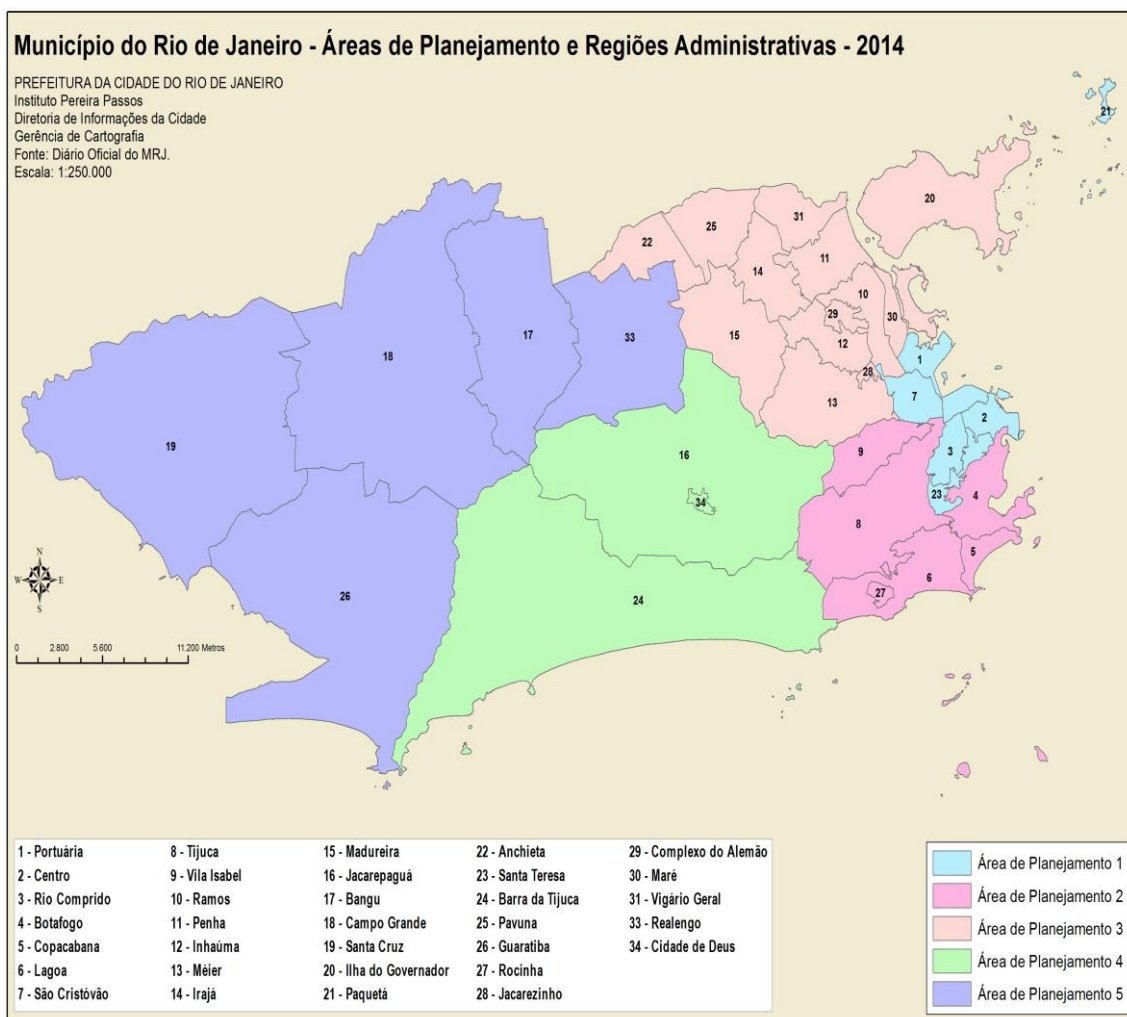 Município do Rio de Janeiro - Áreas de Planejamento e Regiões Administrativas - 2014
PREFEITURA DA CIDADE DO RIO DE JANEIRO
Instituto Pereira Passos
Diretoria de Informações da Cidade
Gerência de Cartografia
Fonte: Diário Oficial do MRJ.
Escala: 1:250.000
21
20
31
25
22
11
14
10
29
30
17
33
15
12
18
1
28
7
13
2
19
9
3
16
23
4
34
8
5
6
27
26
24
N
W
E
S
0 2.800 5.600 11.200 Metros
1 - Portuária
2 - Centro
3 - Rio Comprido
4 - Botafogo
5 - Copacabana
6 - Lagoa
7 - São Cristóvão
8 - Tijuca
9 - Vila Isabel
10 - Ramos
11 - Penha
12 - Inhaúma
13 - Méier
14 - Irajá
15 - Madureira
16 - Jacarepaguá
17 - Bangu
18 - Campo Grande
19 - Santa Cruz
20 - Ilha do Governador
21 - Paquetá
22 - Anchieta
23 - Santa Teresa
24 - Barra da Tijuca
25 - Pavuna
26 - Guaratiba
27 - Rocinha
28 - Jacarezinho
29 - Complexo do Alemão
30 - Maré
31 - Vigário Geral
33 - Realengo
34 - Cidade de Deus
Área de Planejamento 1
Área de Planejamento 2
Área de Planejamento 3
Área de Planejamento 4
Área de Planejamento 5